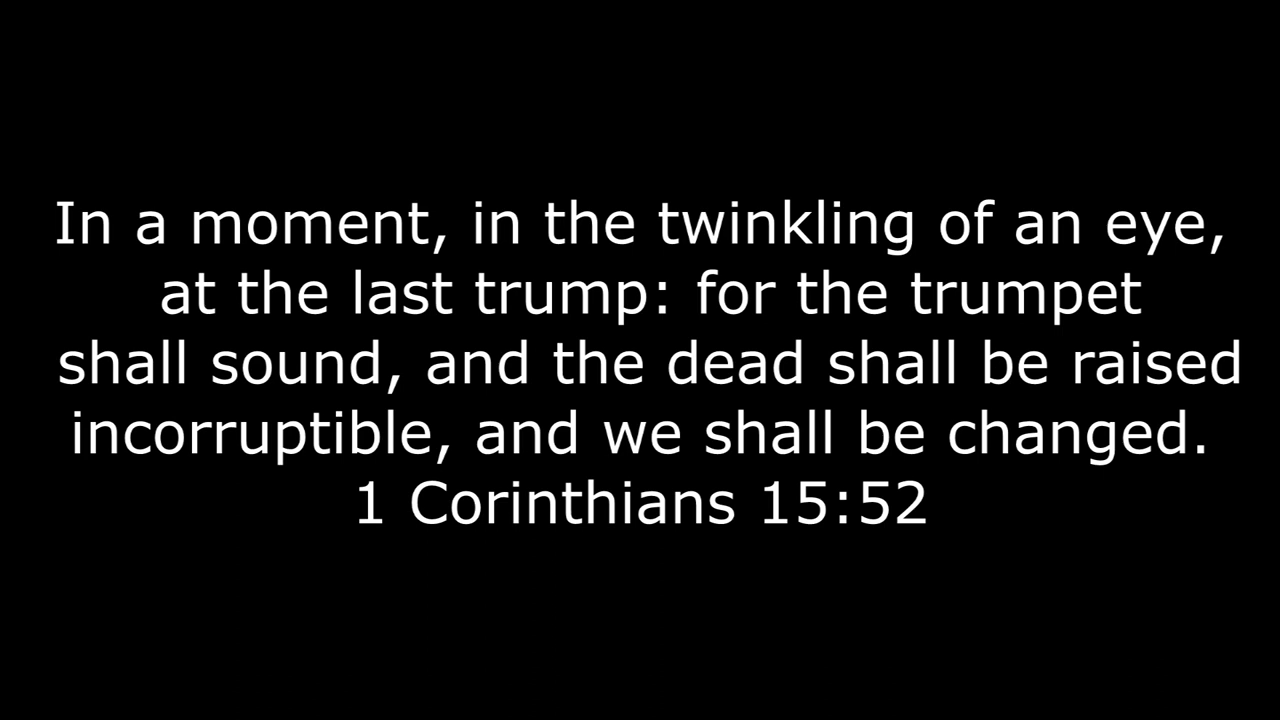 In a moment, in the twinkling of an eye,
at the last trump: for the trumpet
shall sound, and the dead shall be raised
incorruptible, and we shall be changed.
1 Corinthians 15:52